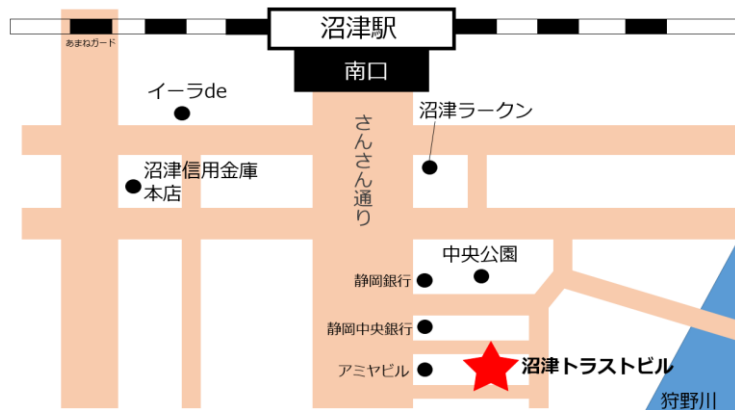 沼津駅
南口
あまねガード
イーラde
沼津ラークン
さんさん通り
沼津信用金庫
本店
中央公園
静岡銀行
静岡中央銀行
アミヤビル
沼津トラストビル
狩野川